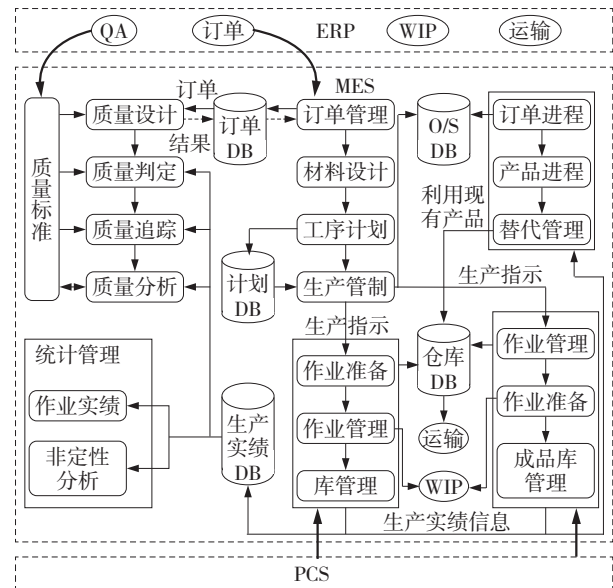 QA
订单
ERP
WIP
运输
订单
MES
质量设计
订单
DB
订单管理
O/S
DB
订单进程
结果
质量标准
质量判定
材料设计
产品进程
利用现
有产品
质量追踪
工序计划
替代管理
质量分析
计划
DB
生产管制
生产指示
生产指示
统计管理
作业准备
仓库
DB
作业管理
作业实绩
生产
实绩
DB
作业管理
运输
作业准备
非定性
分析
库管理
WIP
成品库
管理
生产实绩信息
PCS